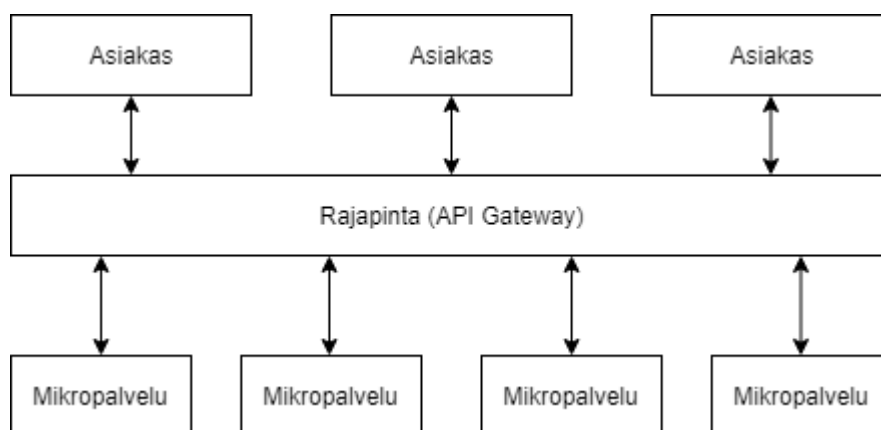 Asiakas
Asiakas
Asiakas
Rajapinta (API Gateway)
Mikropalvelu
Mikropalvelu
Mikropalvelu
Mikropalvelu